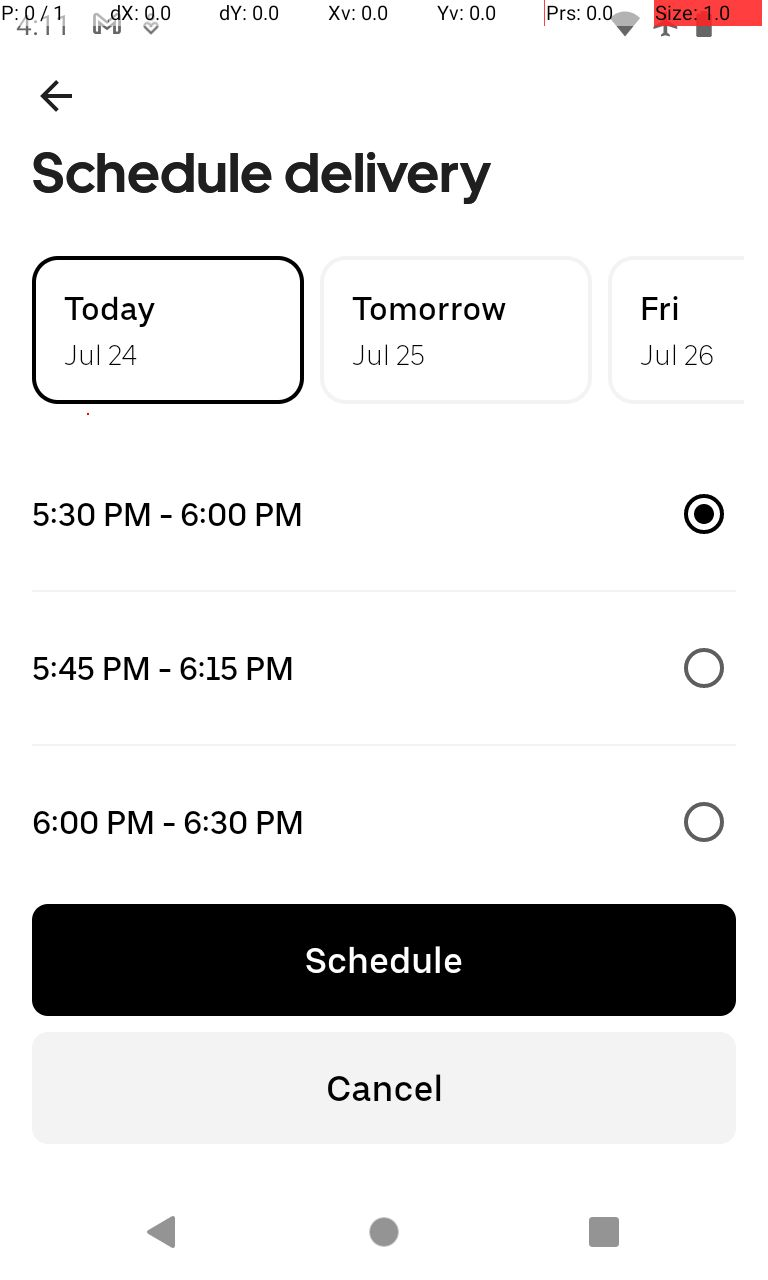 P: 0 / 1 dX: 0.0 dY: 0.0 Xv: 0.0 Yv: 0.0 Prs: 0.0 Size: 1.0
4:11
Schedule delivery
Today Tomorrow Fri
Jul 24 Jul 25 Jul 26
5:30 PM - 6:00 PM
5:45 PM - 6:15 PM
6:00 PM - 6:30 PM
Schedule
Cancel